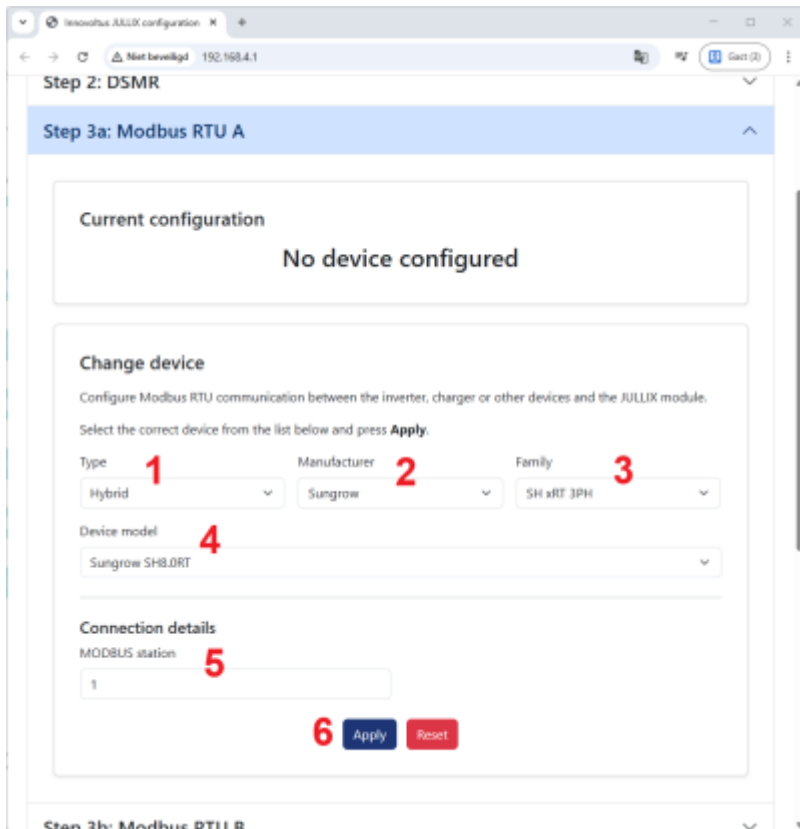 Innovoltus JULLIX configuration
Niet beveiligd 192.168.4.1
Gast (3)
Step 2: DSMR
Step 3a: Modbus RTU A
Current configuration
No device configured
Change device
Configure Modbus RTU communication between the inverter, charger or other devices and the JULLIX module.
Select the correct device from the list below and press Apply.
Type 1 Manufacturer 2 Family 3
Hybrid Sungrow SH xRT 3PH
Device model 4
Sungrow SH8.0RT
Connection details
MODBUS station 5
1
6 Apply Reset
Step 3b: Modbus RTU B